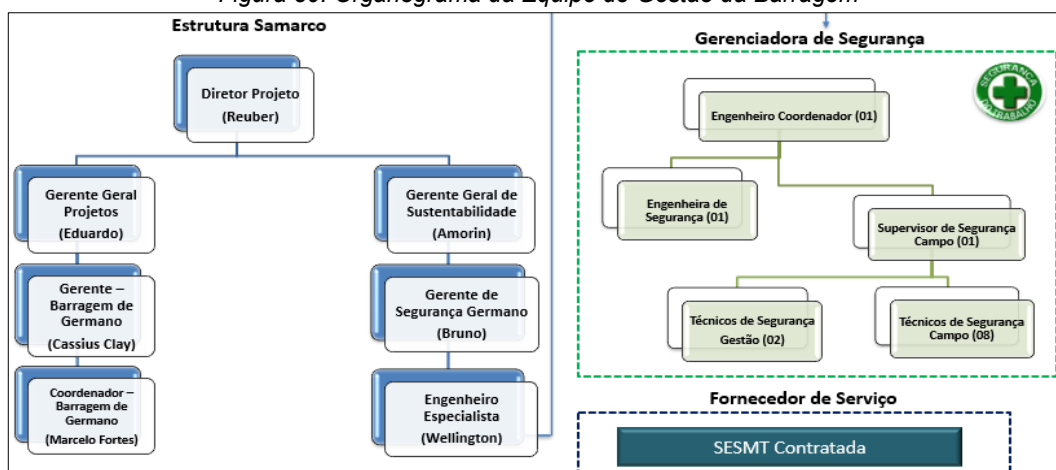 Estrutura Samarco
Diretor Projeto
(Reuber)
Gerente Geral
Projetos
(Eduardo)
Gerente –
Barragem de
Germano
(Cassius Clay)
Coordenador –
Barragem de
Germano
(Marcelo Fortes)
Gerente Geral de
Sustentabilidade
(Amorin)
Gerente de
Segurança Germano
(Bruno)
Engenheiro
Especialista
(Wellington)
Gerenciadora de Segurança
SEGURANÇA
DO TRABALHO
Engenheiro Coordenador (01)
Engenheira de
Segurança (01)
Supervisor de Segurança
Campo (01)
Técnicos de Segurança
Gestão (02)
Técnicos de Segurança
Campo (08)
Fornecedor de Serviço
SESMT Contratada